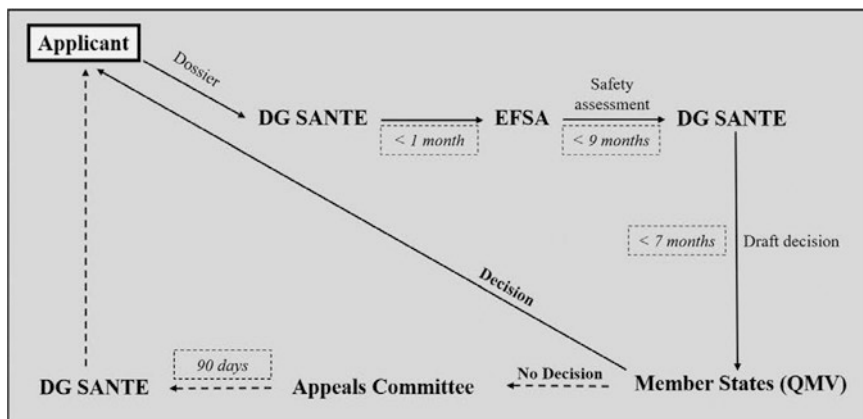 Applicant
Dossier
DG SANTE
< 1 month
EFSA
Safety
assessment
< 9 months
DG SANTE
< 7 months
Draft decision
Decision
DG SANTE
90 days
Appeals Committee
No Decision
Member States (QMV)